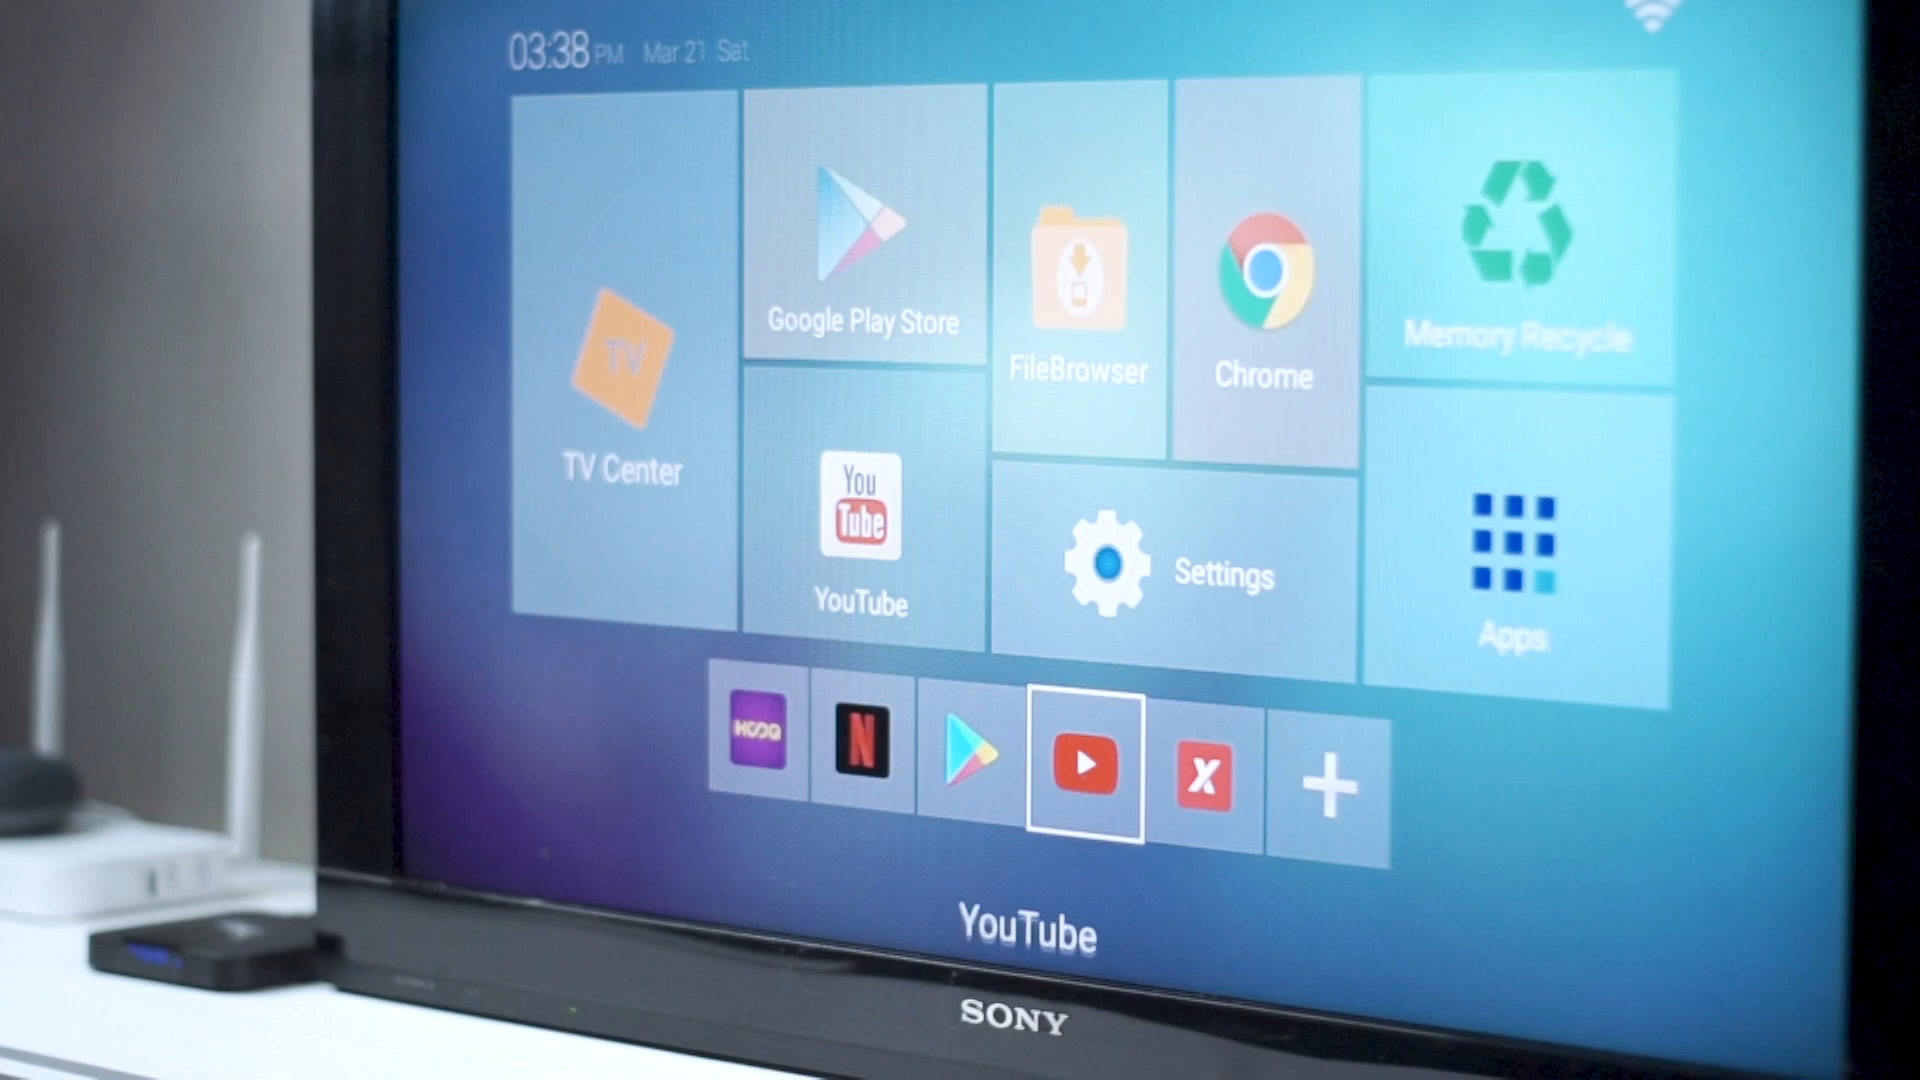 03:38 PM Mar 21 Sat
TV
TV Center
Google Play Store
FileBrowser
Chrome
Memory Recycle
You
Tube
YouTube
Settings
Apps
HOOQ
N
X
YouTube
SONY